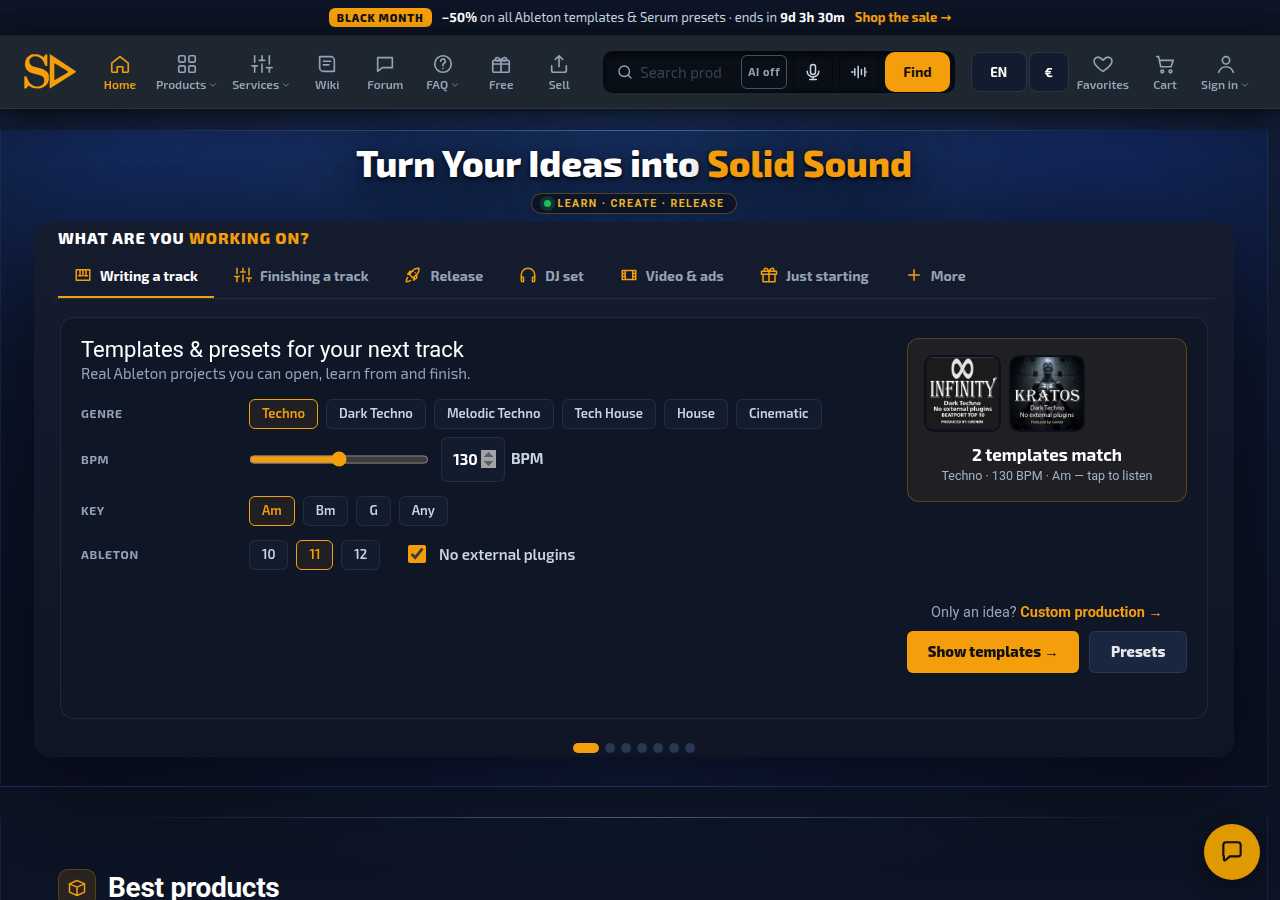 BLACK MONTH −50% on all Ableton templates & Serum presets · ends in 9d 3h 30m Shop the sale →
Home Products Services Wiki Forum FAQ Free Sell Search prod AI off Find EN € Favorites Cart Sign in
Turn Your Ideas into Solid Sound
LEARN · CREATE · RELEASE
WHAT ARE YOU WORKING ON?
Writing a track Finishing a track Release DJ set Video & ads Just starting More
Templates & presets for your next track
Real Ableton projects you can open, learn from and finish.
GENRE Techno Dark Techno Melodic Techno Tech House House Cinematic
BPM 130 BPM
KEY Am Bm G Any
ABLETON 10 11 12 No external plugins
INFINITY
Dark Techno
No external plugins
BEATPORT TOP 10
KRATOS
Dark Techno
No external plugins
2 templates match
Techno · 130 BPM · Am — tap to listen
Only an idea? Custom production →
Show templates → Presets
Best products